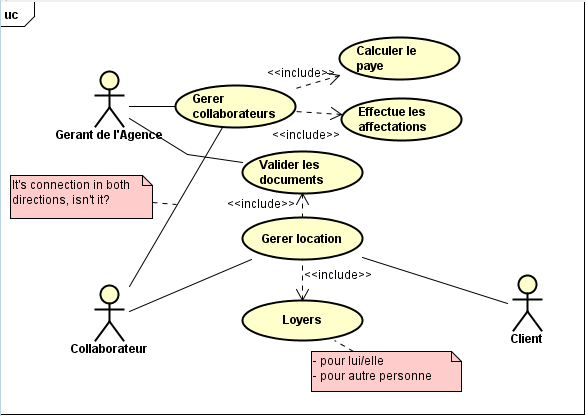 uc
Calculer le
paye
<<include>>
Gerer
collaborateurs
Effectue les
affectations
<<include>>
Gerant de l'Agence
Valider les
documents
It's connection in both
directions, isn't it?
<<include>>
Gerer location
<<include>>
Loyers
Collaborateur
Client
- pour lui/elle
- pour autre personne